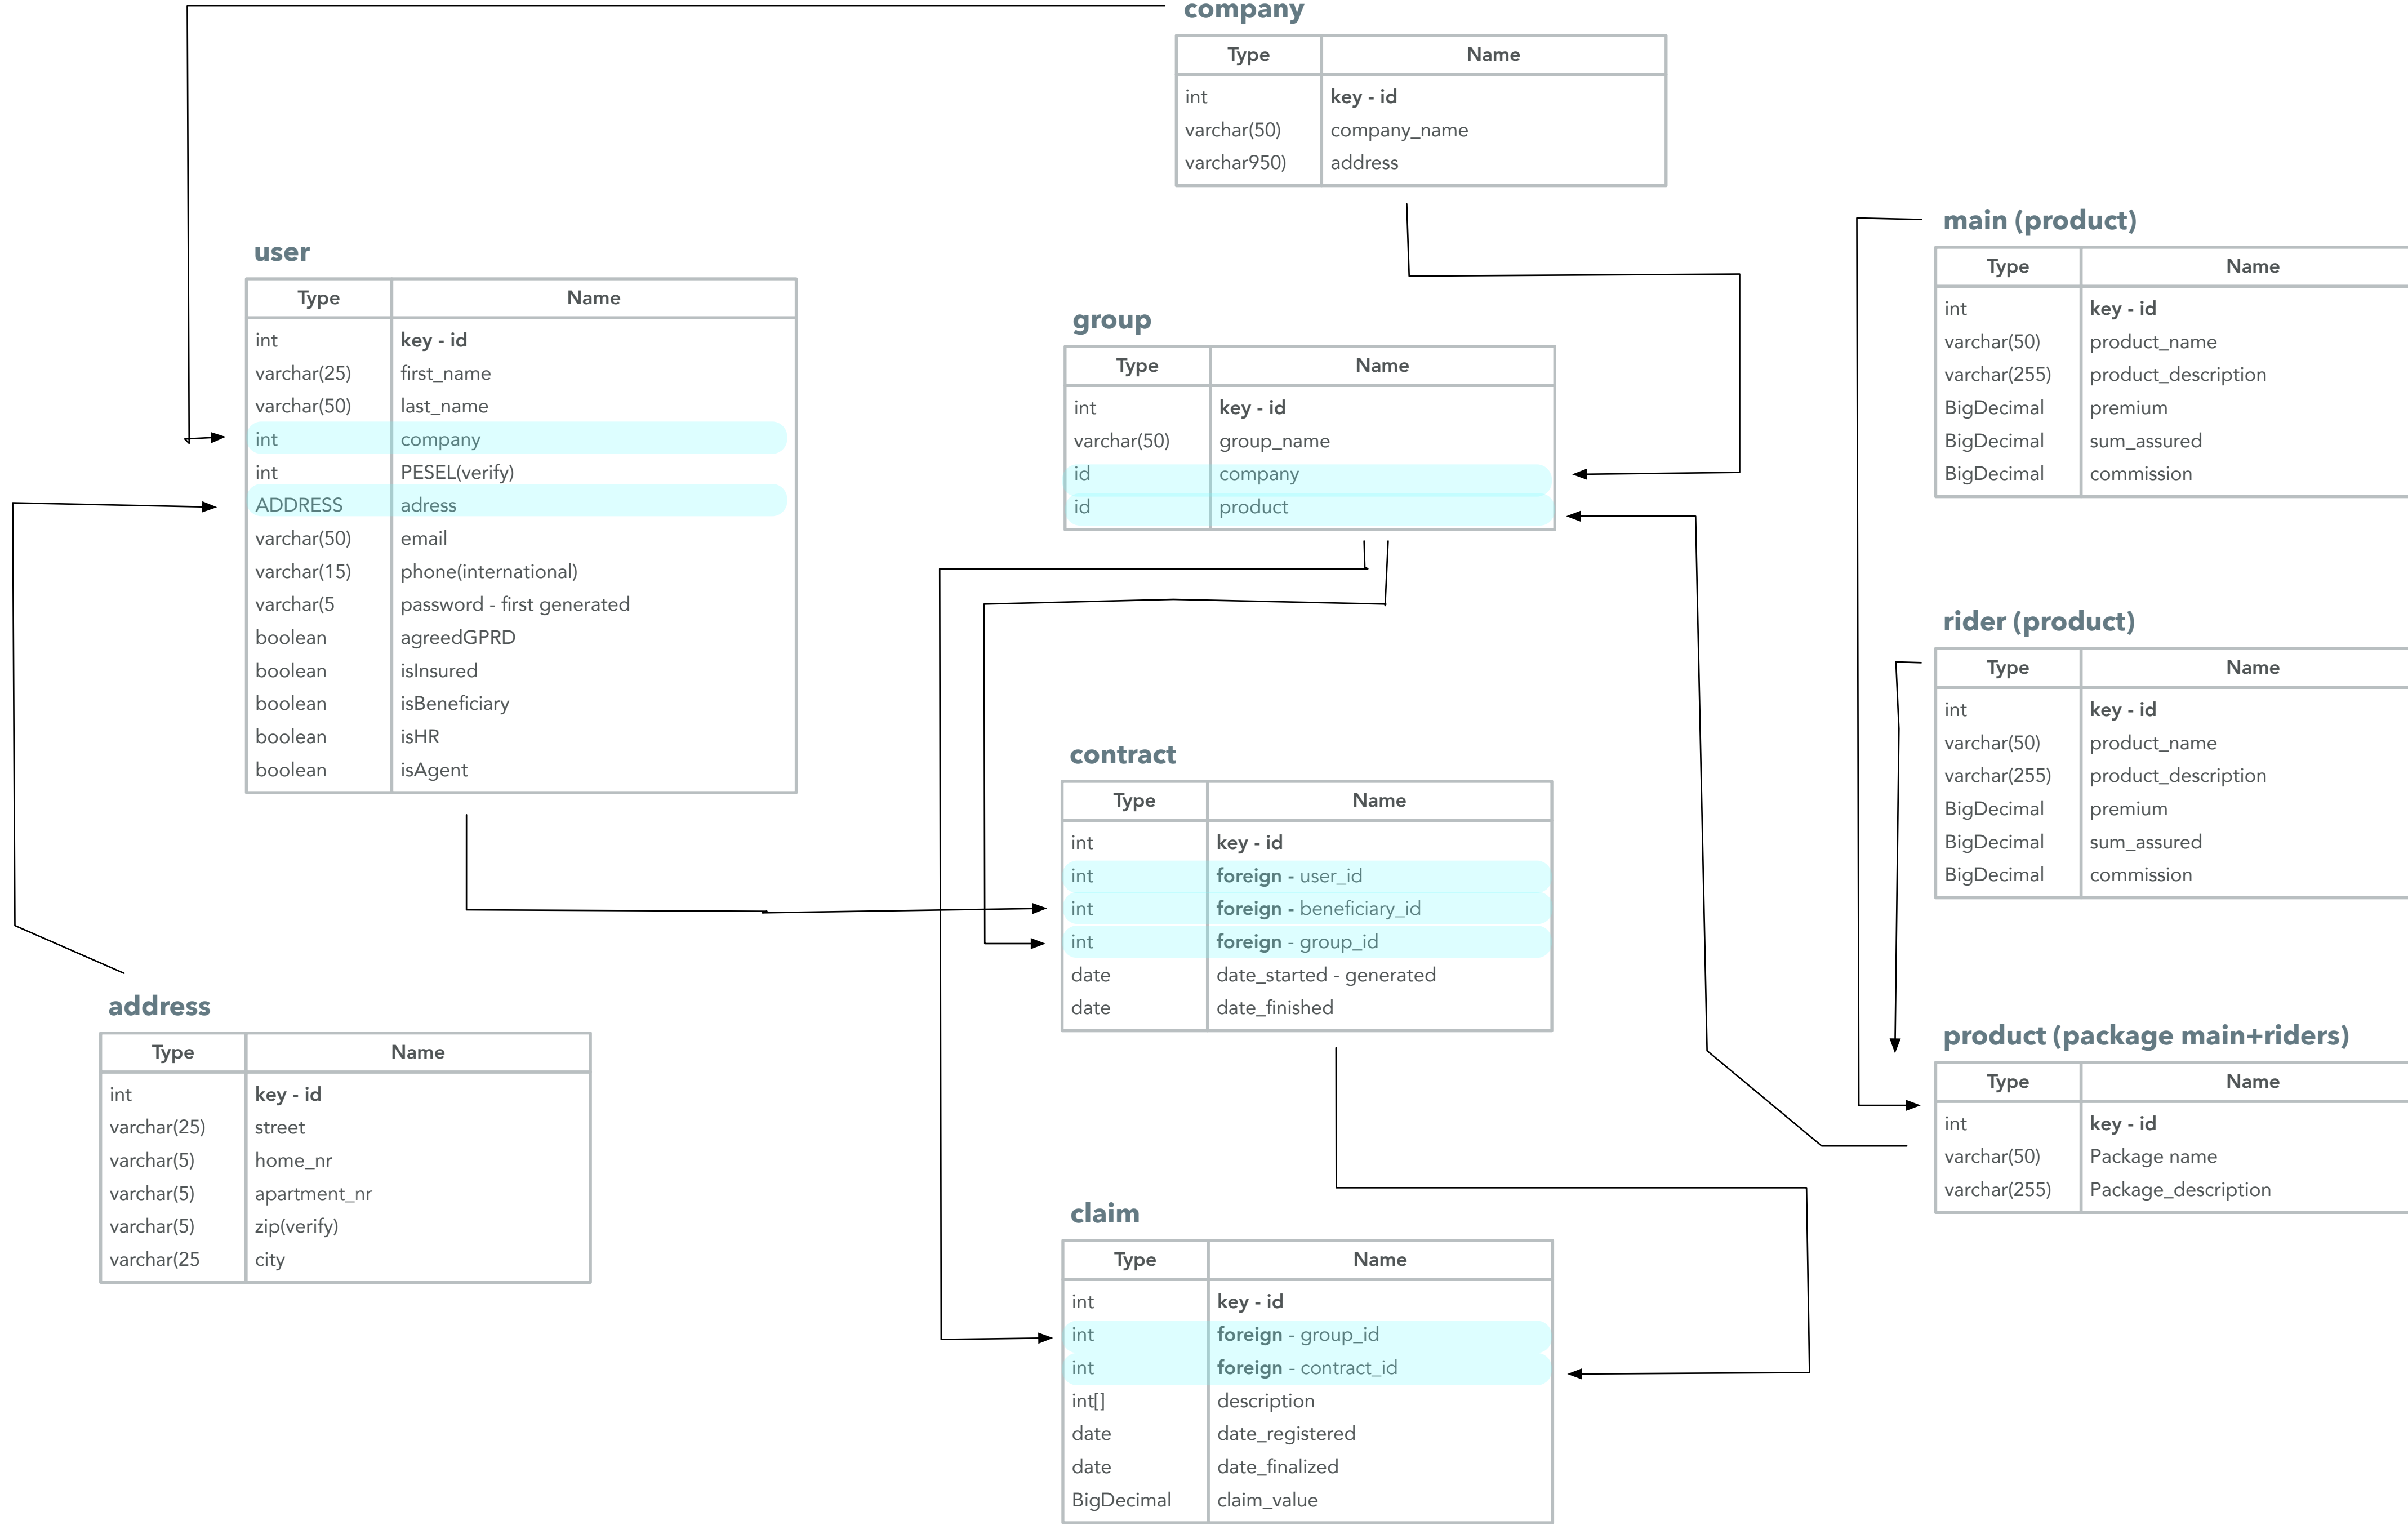 company
Type Name
int key - id
varchar(50) company_name
varchar950) address
user
Type Name
int key - id
varchar(25) first_name
varchar(50) last_name
int company
int PESEL(verify)
ADDRESS adress
varchar(50) email
varchar(15) phone(international)
varchar(5 password - first generated
boolean agreedGPRD
boolean isInsured
boolean isBeneficiary
boolean isHR
boolean isAgent
address
Type Name
int key - id
varchar(25) street
varchar(5) home_nr
varchar(5) apartment_nr
varchar(5) zip(verify)
varchar(25 city
group
Type Name
int key - id
varchar(50) group_name
id company
id product
contract
Type Name
int key - id
int foreign - user_id
int foreign - beneficiary_id
int foreign - group_id
date date_started - generated
date date_finished
claim
Type Name
int key - id
int foreign - group_id
int foreign - contract_id
int[] description
date date_registered
date date_finalized
BigDecimal claim_value
main (product)
Type Name
int key - id
varchar(50) product_name
varchar(255) product_description
BigDecimal premium
BigDecimal sum_assured
BigDecimal commission
rider (product)
Type Name
int key - id
varchar(50) product_name
varchar(255) product_description
BigDecimal premium
BigDecimal sum_assured
BigDecimal commission
product (package main+riders)
Type Name
int key - id
varchar(50) Package name
varchar(255) Package_description